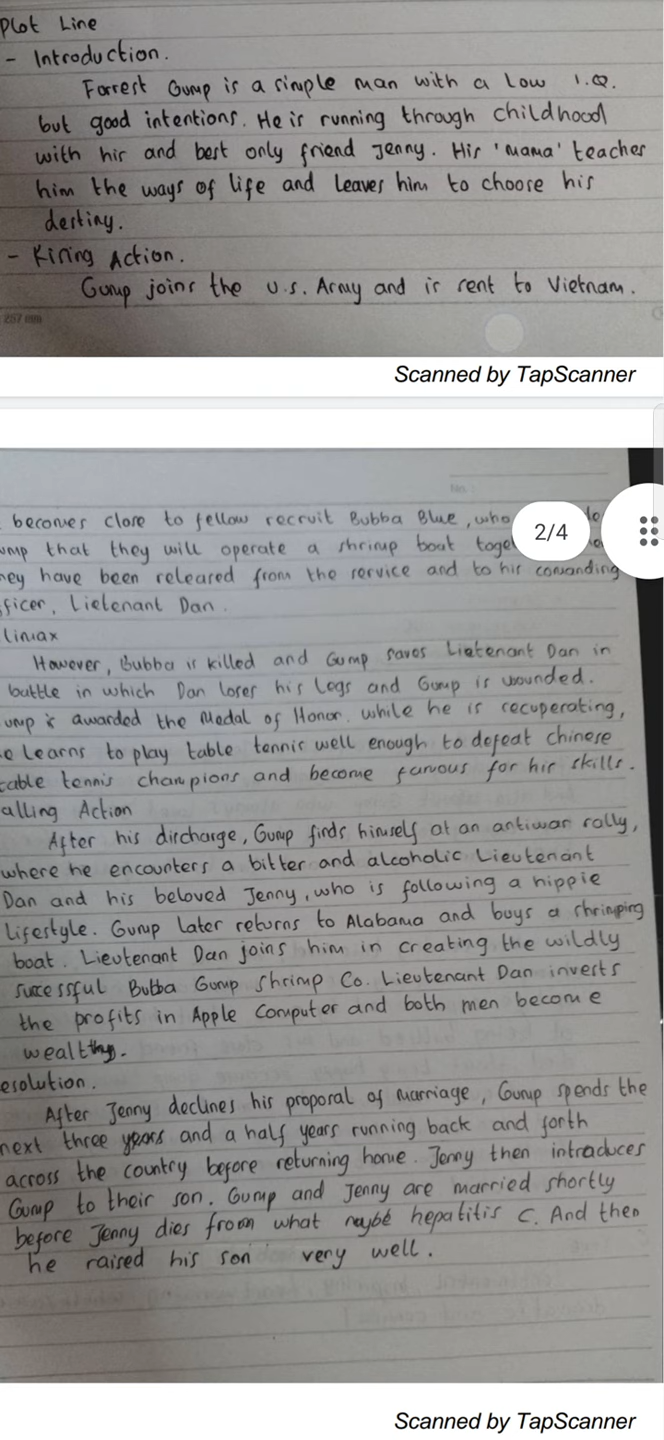 Plot Line
- Introduction.
Forrest Gump is a simple man with a low I.Q.
but good intentions. He is running through childhood
with his and best only friend Jenny. His 'mama' teaches
him the ways of life and leaves him to choose his
destiny.
- Rising Action.
Gump joins the U.S. Army and is sent to Vietnam.
257 mm
Scanned by TapScanner
No.
becomes close to fellow recruit Bubba Blue, who
ump that they will operate a shrimp boat toget
hey have been released from the service and to his comanding
fficer, Lietenant Dan.
limax
However, Bubba is killed and Gump saves Lietenant Dan in
battle in which Dan loses his legs and Gump is wounded.
ump is awarded the Medal of Honor. while he is recuperating,
e learns to play table tennis well enough to defeat chinese
table tennis champions and become famous for his skills.
alling Action
After his discharge, Gump finds himself at an antiwar rally,
where he encounters a bitter and alcoholic Lieutenant
Dan and his beloved Jenny, who is following a hippie
lifestyle. Gump later returns to Alabama and buys a shrimping
boat. Lieutenant Dan joins him in creating the wildly
successful Bubba Gump Shrimp Co. Lieutenant Dan invests
the profits in Apple Computer and both men become
wealthy.
esolution.
After Jenny declines his proposal of marriage, Gump spends the
next three years and a half years running back and forth
across the country before returning home. Jenny then introduces
Gump to their son. Gump and Jenny are married shortly
before Jenny dies from what maybe hepatitis C. And then
he raised his son very well.
2/4
Scanned by TapScanner